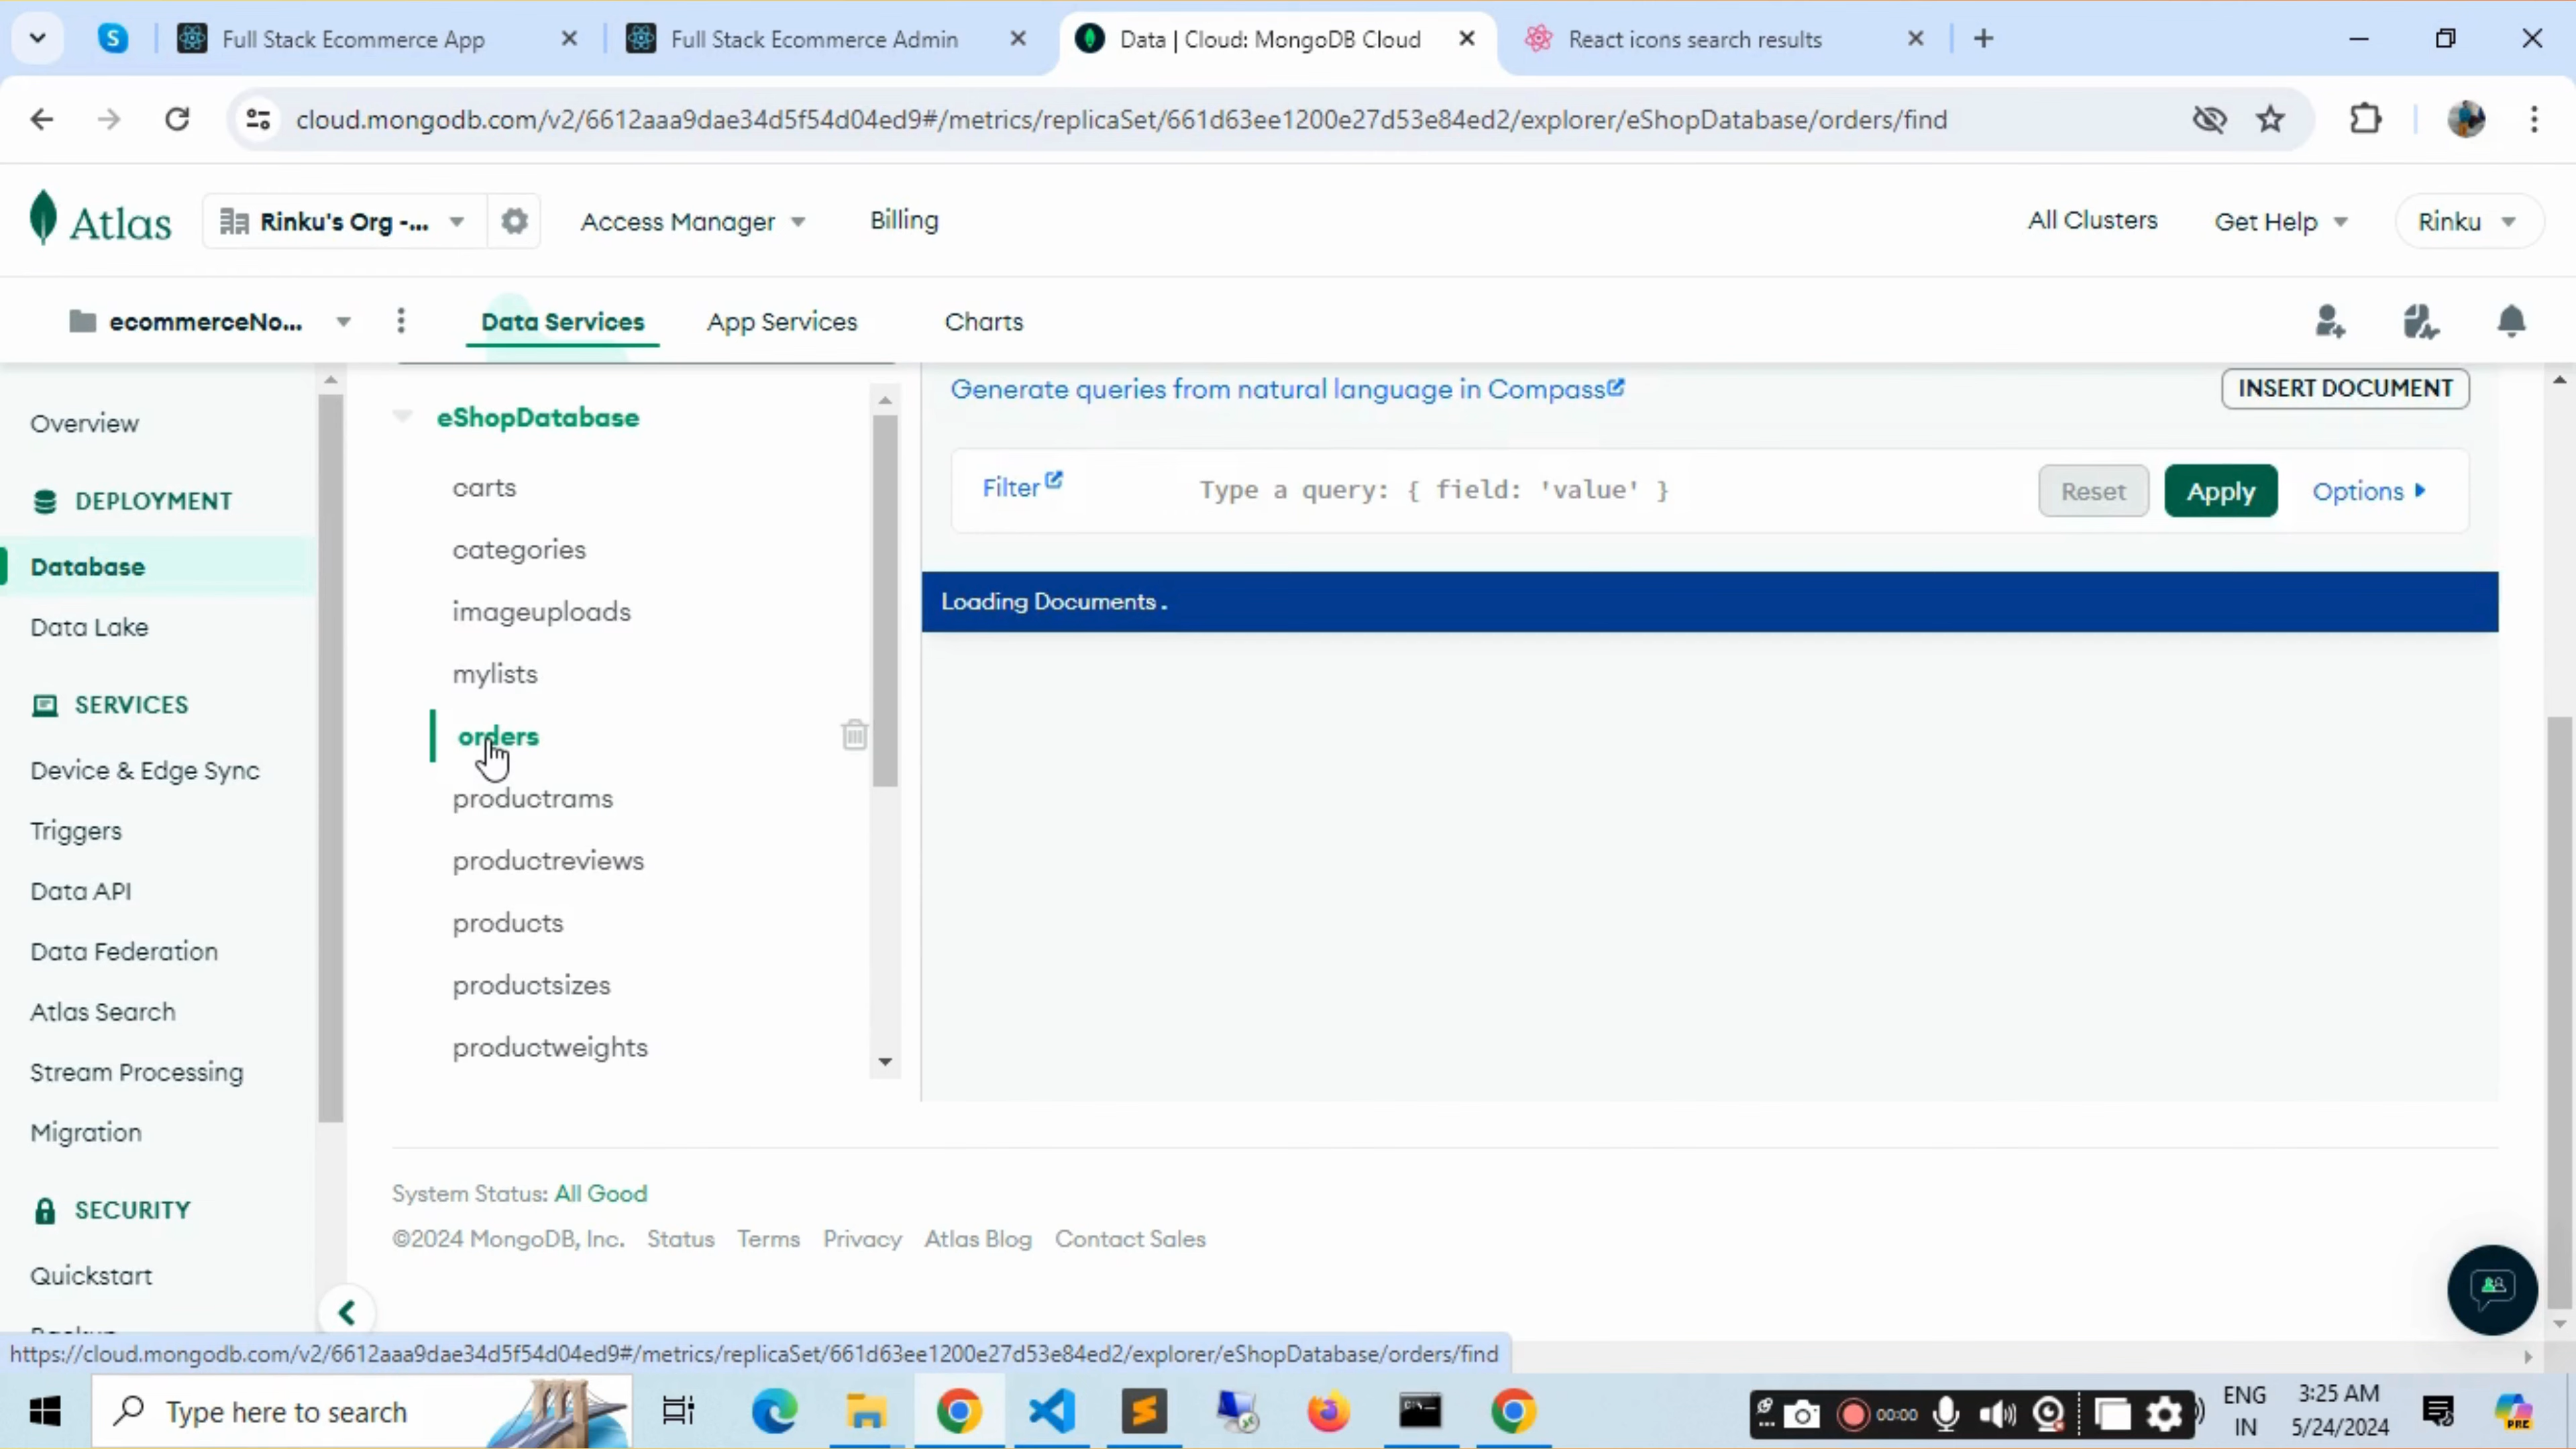 Full Stack Ecommerce App
Full Stack Ecommerce Admin
Data | Cloud: MongoDB Cloud
React icons search results
cloud.mongodb.com/v2/6612aaa9dae34d5f54d04ed9#/metrics/replicaSet/661d63ee1200e27d53e84ed2/explorer/eShopDatabase/orders/find
Atlas
Rinku's Org -...
Access Manager
Billing
All Clusters
Get Help
Rinku
ecommerceNo...
Data Services
App Services
Charts
Overview
DEPLOYMENT
Database
Data Lake
SERVICES
Device & Edge Sync
Triggers
Data API
Data Federation
Atlas Search
Stream Processing
Migration
SECURITY
Quickstart
eShopDatabase
carts
categories
imageuploads
mylists
orders
productrams
productreviews
products
productsizes
productweights
Generate queries from natural language in Compass
INSERT DOCUMENT
Filter
Type a query: { field: 'value' }
Reset
Apply
Options
Loading Documents .
System Status: All Good
©2024 MongoDB, Inc. Status Terms Privacy Atlas Blog Contact Sales
https://cloud.mongodb.com/v2/6612aaa9dae34d5f54d04ed9#/metrics/replicaSet/661d63ee1200e27d53e84ed2/explorer/eShopDatabase/orders/find
Type here to search
00:00
ENG
IN
3:25 AM
5/24/2024
PRE